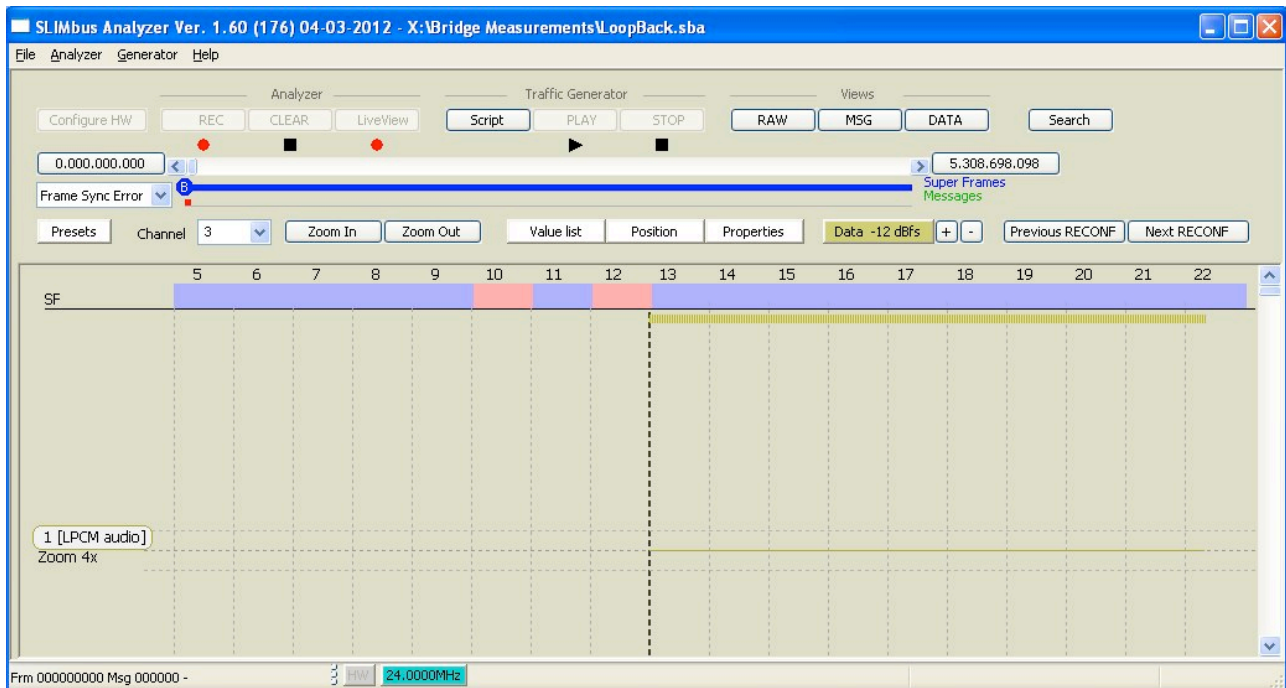 SLIMbus Analyzer Ver. 1.60 (176) 04-03-2012 - X:\Bridge Measurements\LoopBack.sba
File Analyzer Generator Help
Analyzer Traffic Generator Views
Configure HW REC CLEAR LiveView Script PLAY STOP RAW MSG DATA Search
0.000.000.000 5.308.698.098
Frame Sync Error B Super Frames
Messages
Presets Channel 3 Zoom In Zoom Out Value list Position Properties Data -12 dBfs + - Previous RECONF Next RECONF
5 6 7 8 9 10 11 12 13 14 15 16 17 18 19 20 21 22
SF
1 [LPCM audio]
Zoom 4x
Frm 000000000 Msg 000000 - HW 24.0000MHz